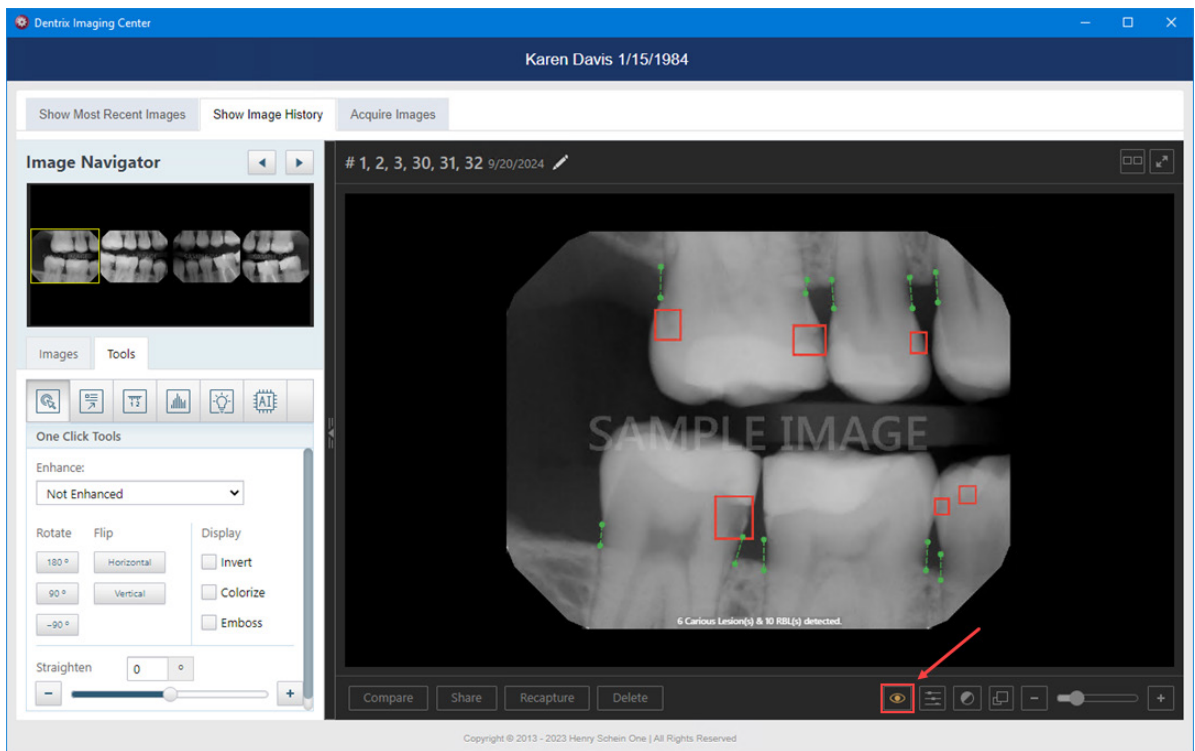 Dentrix Imaging Center
Karen Davis 1/15/1984
Show Most Recent Images Show Image History Acquire Images
Image Navigator
# 1, 2, 3, 30, 31, 32 9/20/2024
Images Tools
AI
One Click Tools
Enhance:
Not Enhanced
Rotate Flip Display
180 º Horizontal Invert
90 º Vertical Colorize
-90 º Emboss
Straighten 0 º
- +
SAMPLE IMAGE
6 Carious Lesion(s) & 10 RBL(s) detected.
Compare Share Recapture Delete - +
Copyright © 2013 - 2023 Henry Schein One | All Rights Reserved